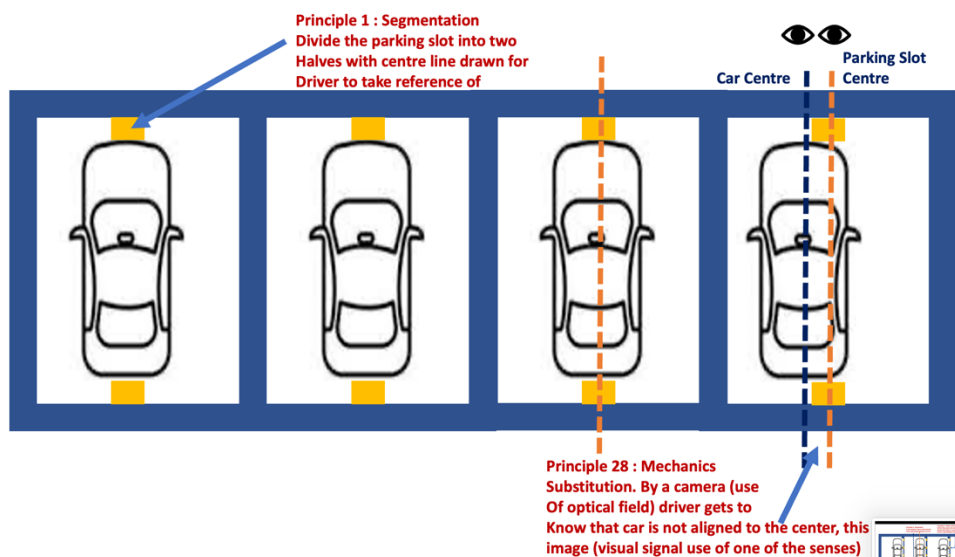 Principle 1 : Segmentation
Divide the parking slot into two
Halves with centre line drawn for
Driver to take reference of
Car Centre
Parking Slot
Centre
Principle 28 : Mechanics
Substitution. By a camera (use
Of optical field) driver gets to
Know that car is not aligned to the center, this
image (visual signal use of one of the senses)